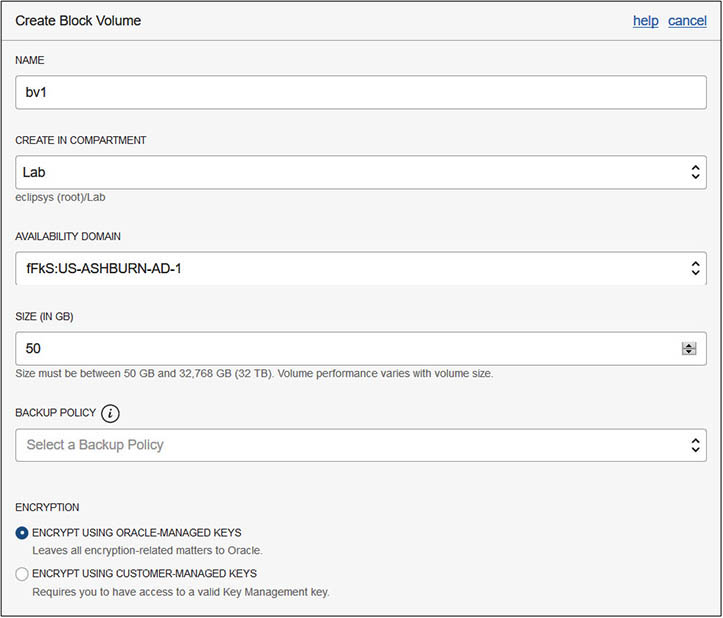 Create Block Volume
help cancel
NAME
bv1
CREATE IN COMPARTMENT
Lab
eclipsys (root)/Lab
AVAILABILITY DOMAIN
fFkS:US-ASHBURN-AD-1
SIZE (IN GB)
50
Size must be between 50 GB and 32,768 GB (32 TB). Volume performance varies with volume size.
BACKUP POLICY i
Select a Backup Policy
ENCRYPTION
ENCRYPT USING ORACLE-MANAGED KEYS
Leaves all encryption-related matters to Oracle.
ENCRYPT USING CUSTOMER-MANAGED KEYS
Requires you to have access to a valid Key Management key.